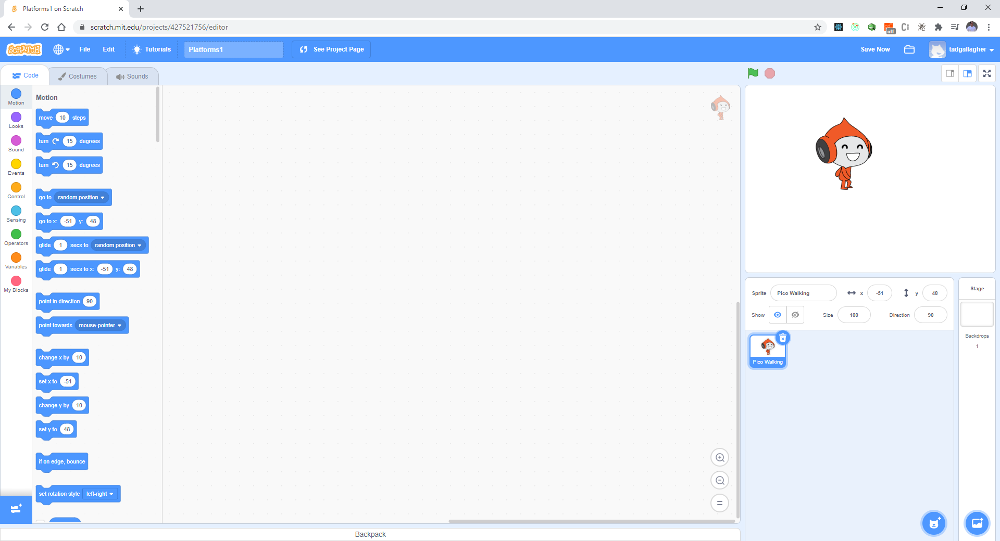 Platforms1 on Scratch
scratch.mit.edu/projects/427521756/editor
off
SCRATCH
File
Edit
Tutorials
Platforms1
See Project Page
Save Now
tadgallagher
Code
Costumes
Sounds
Motion
Looks
Sound
Events
Control
Sensing
Operators
Variables
My Blocks
Motion
move 10 steps
turn 15 degrees
turn 15 degrees
go to random position
go to x: -51 y: 48
glide 1 secs to random position
glide 1 secs to x: -51 y: 48
point in direction 90
point towards mouse-pointer
change x by 10
set x to -51
change y by 10
set y to 48
if on edge, bounce
set rotation style left-right
Backpack
Sprite Pico Walking x -51 y 48
Show Size 100 Direction 90
Pico Walking
Stage
Backdrops
1